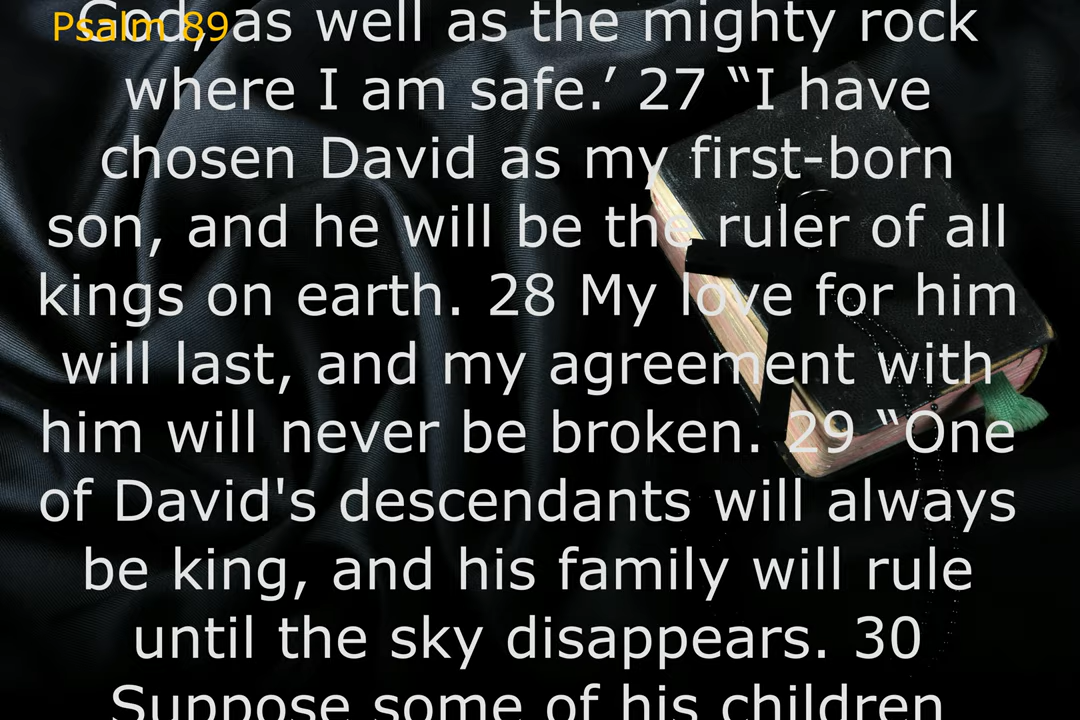 Psalm 89
God, as well as the mighty rock
where I am safe.’ 27 “I have
chosen David as my first-born
son, and he will be the ruler of all
kings on earth. 28 My love for him
will last, and my agreement with
him will never be broken. 29 “One
of David's descendants will always
be king, and his family will rule
until the sky disappears. 30
Suppose some of his children